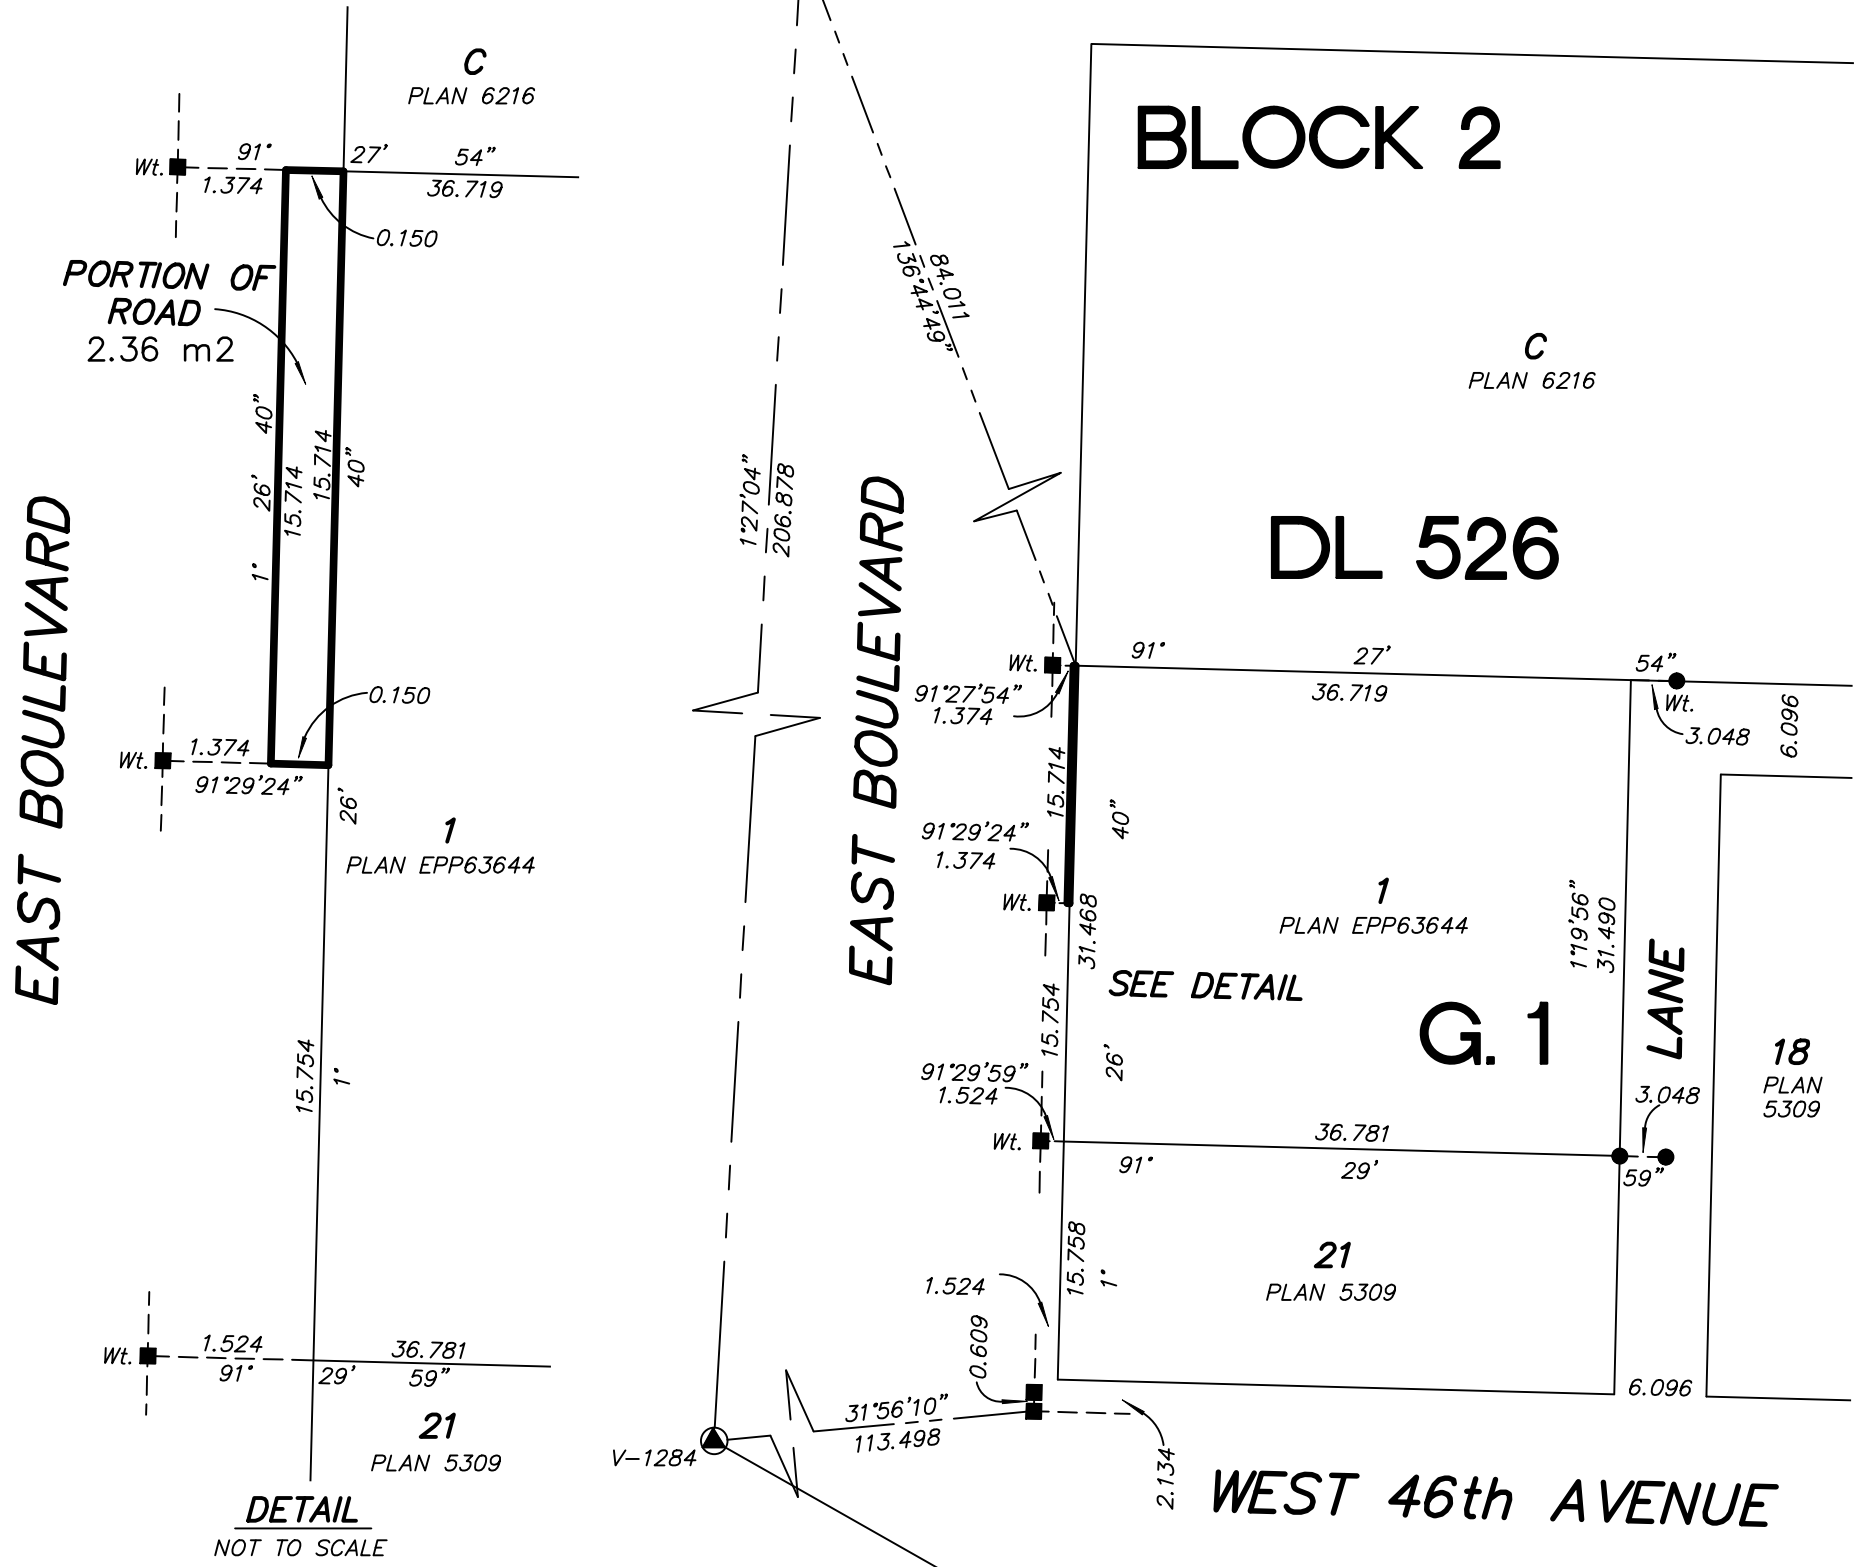 C
PLAN 6216
91° 27' 54"
Wt.
1.374
36.719
0.150
PORTION OF
ROAD
2.36 m2
40"
26'
1°
15.714
15.714
40"
EAST BOULEVARD
0.150
Wt.
1.374
91°29'24"
26'
1
PLAN EPP63644
15.754
1°
Wt.
1.524
36.781
91° 29' 59"
21
PLAN 5309
DETAIL
NOT TO SCALE
BLOCK 2
84.011
136°44'49"
C
PLAN 6216
1°27'04"
206.878
EAST BOULEVARD
DL 526
Wt.
91° 27' 54"
91°27'54"
1.374
36.719
Wt.
3.048
6.096
15.714
40"
91°29'24"
1.374
Wt.
31.468
1
PLAN EPP63644
1°19'56"
31.490
LANE
SEE DETAIL
G. 1
15.754
26'
18
PLAN
5309
91°29'59"
1.524
3.048
Wt.
36.781
91° 29' 59"
15.758
1°
21
PLAN 5309
1.524
0.609
6.096
31°56'10"
113.498
V-1284
2.134
WEST 46th AVENUE